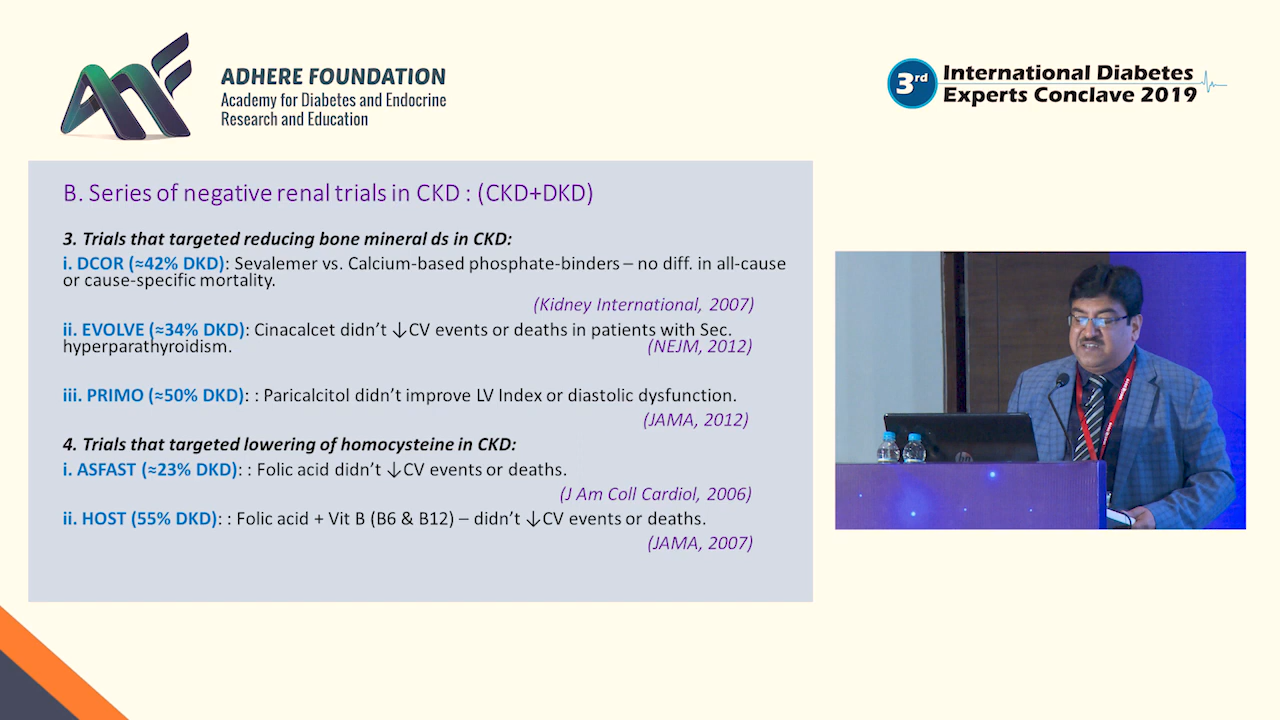 ADHERE FOUNDATION
Academy for Diabetes and Endocrine
Research and Education
3rd
International Diabetes
Experts Conclave 2019
B. Series of negative renal trials in CKD : (CKD+DKD)
3. Trials that targeted reducing bone mineral ds in CKD:
i. DCOR (≈42% DKD): Sevalemer vs. Calcium-based phosphate-binders – no diff. in all-cause
or cause-specific mortality.
(Kidney International, 2007)
ii. EVOLVE (≈34% DKD): Cinacalcet didn’t ↓CV events or deaths in patients with Sec.
hyperparathyroidism. (NEJM, 2012)
iii. PRIMO (≈50% DKD): : Paricalcitol didn’t improve LV Index or diastolic dysfunction.
(JAMA, 2012)
4. Trials that targeted lowering of homocysteine in CKD:
i. ASFAST (≈23% DKD): : Folic acid didn’t ↓CV events or deaths.
(J Am Coll Cardiol, 2006)
ii. HOST (55% DKD): : Folic acid + Vit B (B6 & B12) – didn’t ↓CV events or deaths.
(JAMA, 2007)
hp